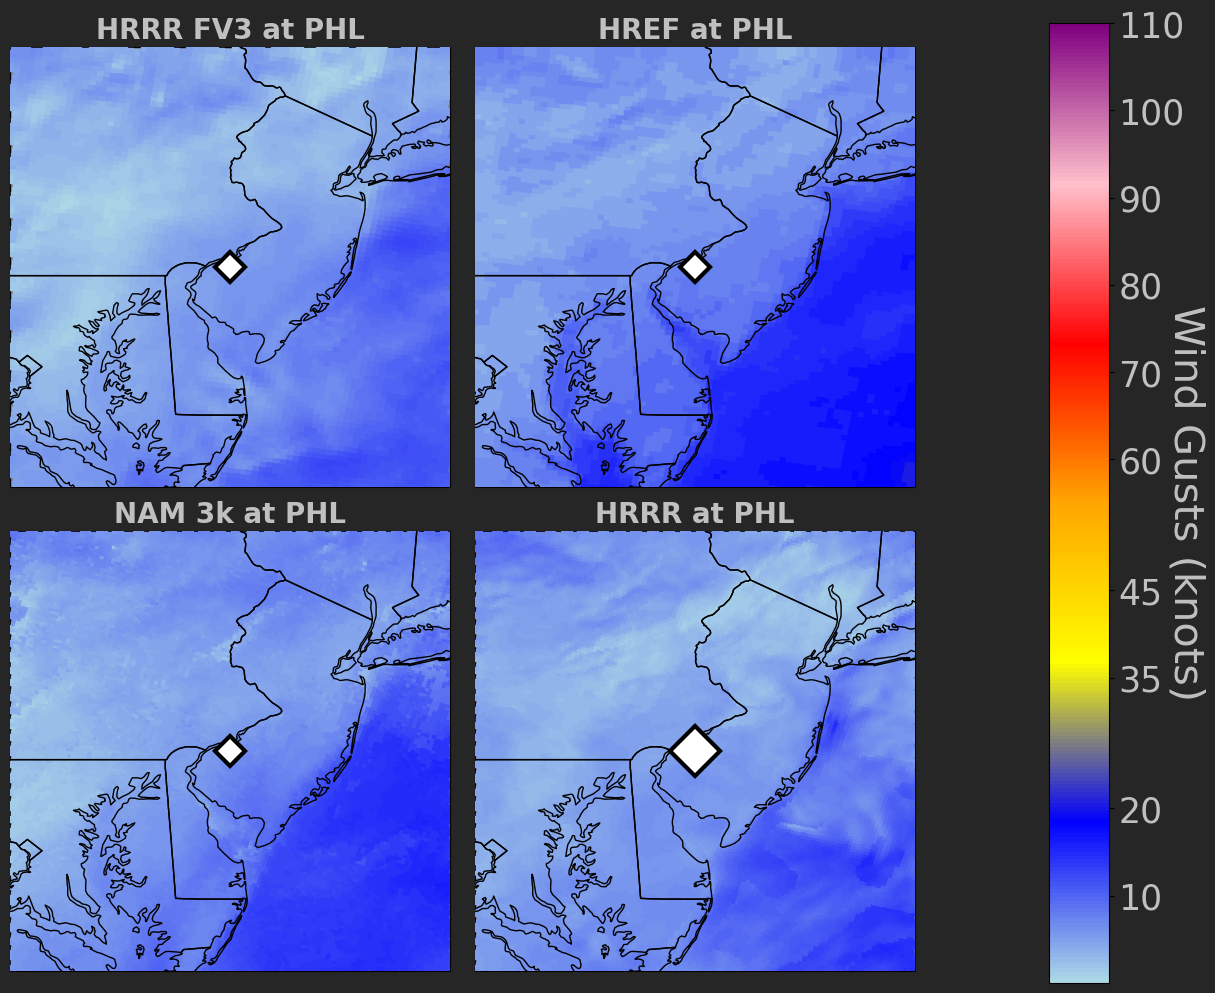 HRRR FV3 at PHL
HREF at PHL
NAM 3k at PHL
HRRR at PHL
110
100
90
80
70
60
45
35
20
10
Wind Gusts (knots)